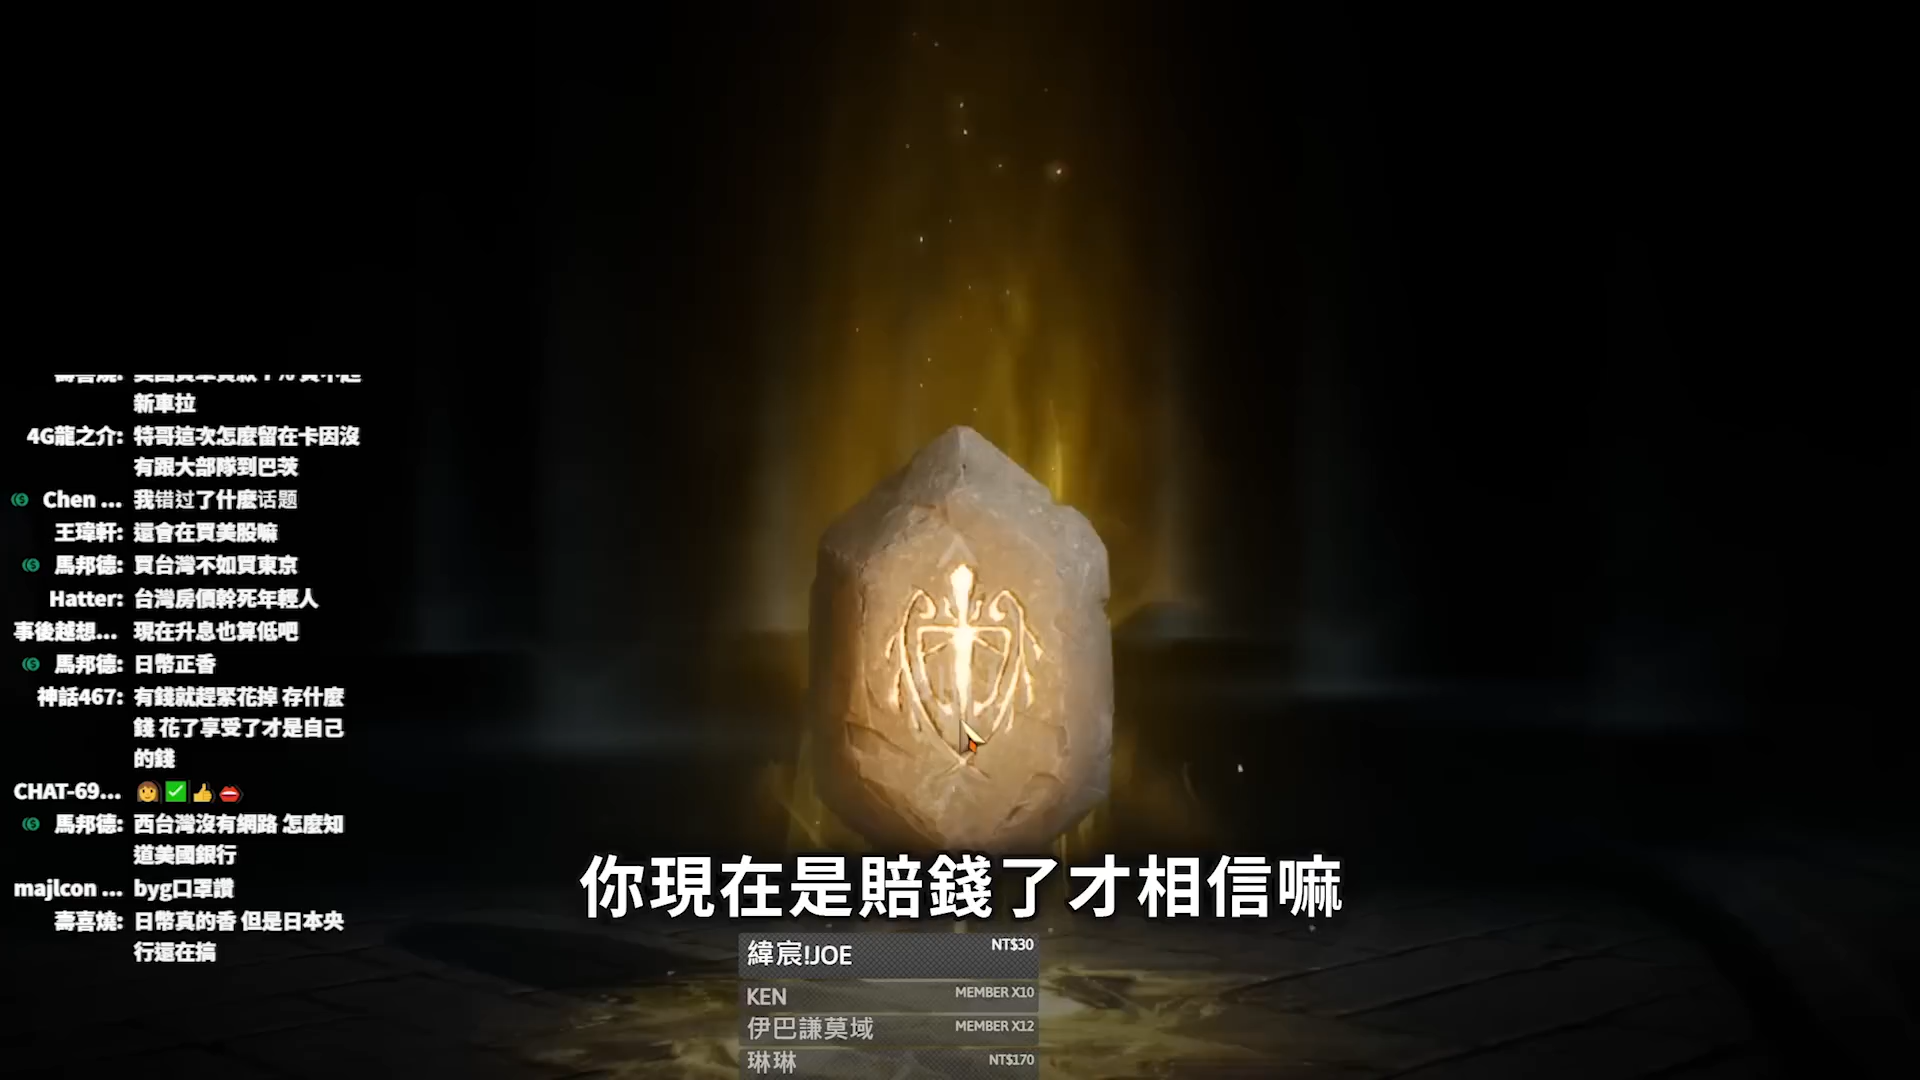 壽喜燒:
新車拉
4G龍之介: 特哥這次怎麼留在卡因沒
有跟大部隊到巴茨
Chen ... 我错过了什麼话题
王瑋軒: 還會在買美股嘛
馬邦德: 買台灣不如買東京
Hatter: 台灣房價幹死年輕人
事後越想... 現在升息也算低吧
馬邦德: 日幣正香
神話467: 有錢就趕緊花掉 存什麼
錢 花了享受了才是自己
的錢
CHAT-69... 👩✅👍👄
馬邦德: 西台灣沒有網路 怎麼知
道美國銀行
majlcon ... byg口罩讚
壽喜燒: 日幣真的香 但是日本央
行還在搞
你現在是賠錢了才相信嘛
緯宸!JOE NT$30
KEN MEMBER X10
伊巴謙莫域 MEMBER X12
琳琳 NT$170